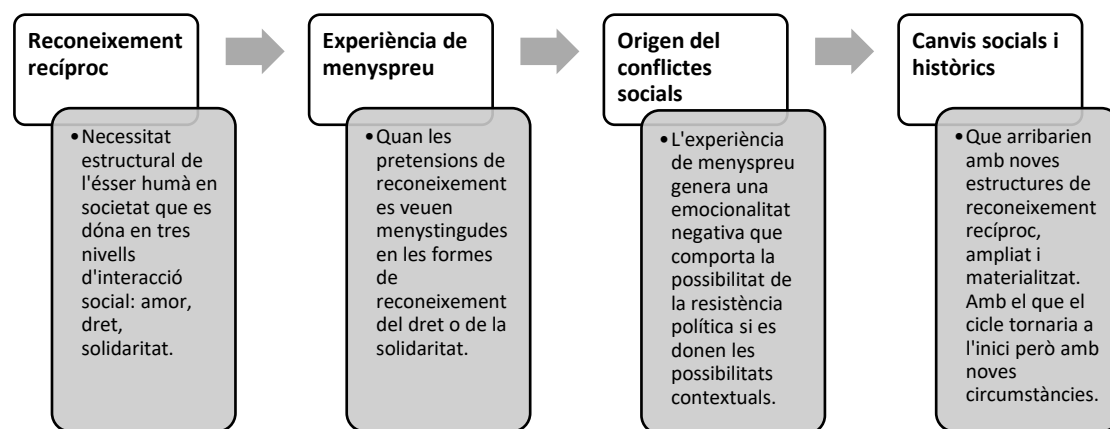 Reconeixement
recíproc
•Necessitat
estructural de
l'ésser humà en
societat que es
dóna en tres
nivells
d'interacció
social: amor,
dret,
solidaritat.
Experiència de
menyspreu
•Quan les
pretensions de
reconeixement
es veuen
menystingudes
en les formes
de
reconeixement
del dret o de la
solidaritat.
Origen del
conflictes
socials
•L'experiència
de menyspreu
genera una
emocionalitat
negativa que
comporta la
possibilitat de
la resistència
política si es
donen les
possibilitats
contextuals.
Canvis socials i
històrics
•Que arribarien
amb noves
estructures de
reconeixement
recíproc,
ampliat i
materialitzat.
Amb el que el
cicle tornaria a
l'inici però amb
noves
circumstàncies.